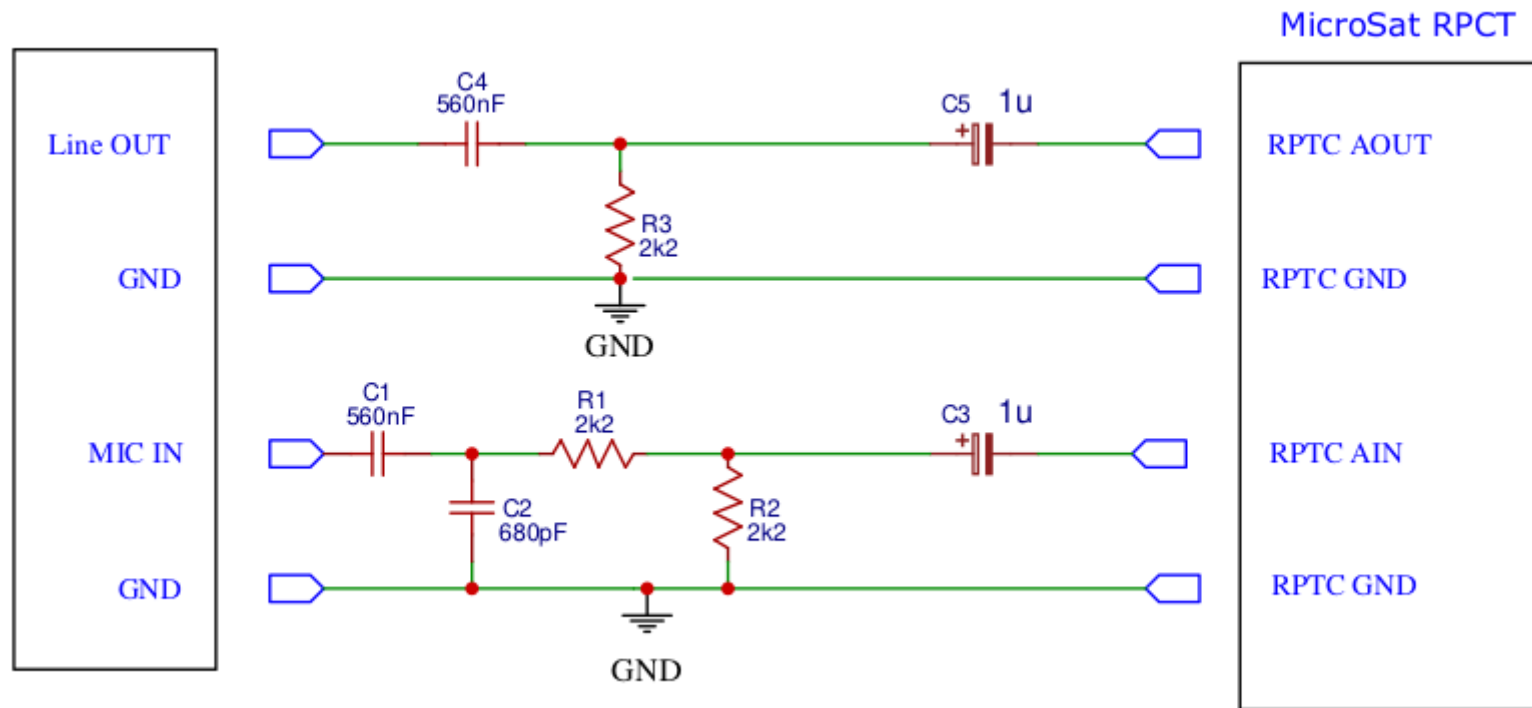 MicroSat RPCT
C4
560nF
C5 1u
Line OUT
RPTC AOUT
R3
2k2
GND
RPTC GND
GND
C1
560nF
R1
2k2
C3 1u
MIC IN
RPTC AIN
C2
680pF
R2
2k2
GND
RPTC GND
GND